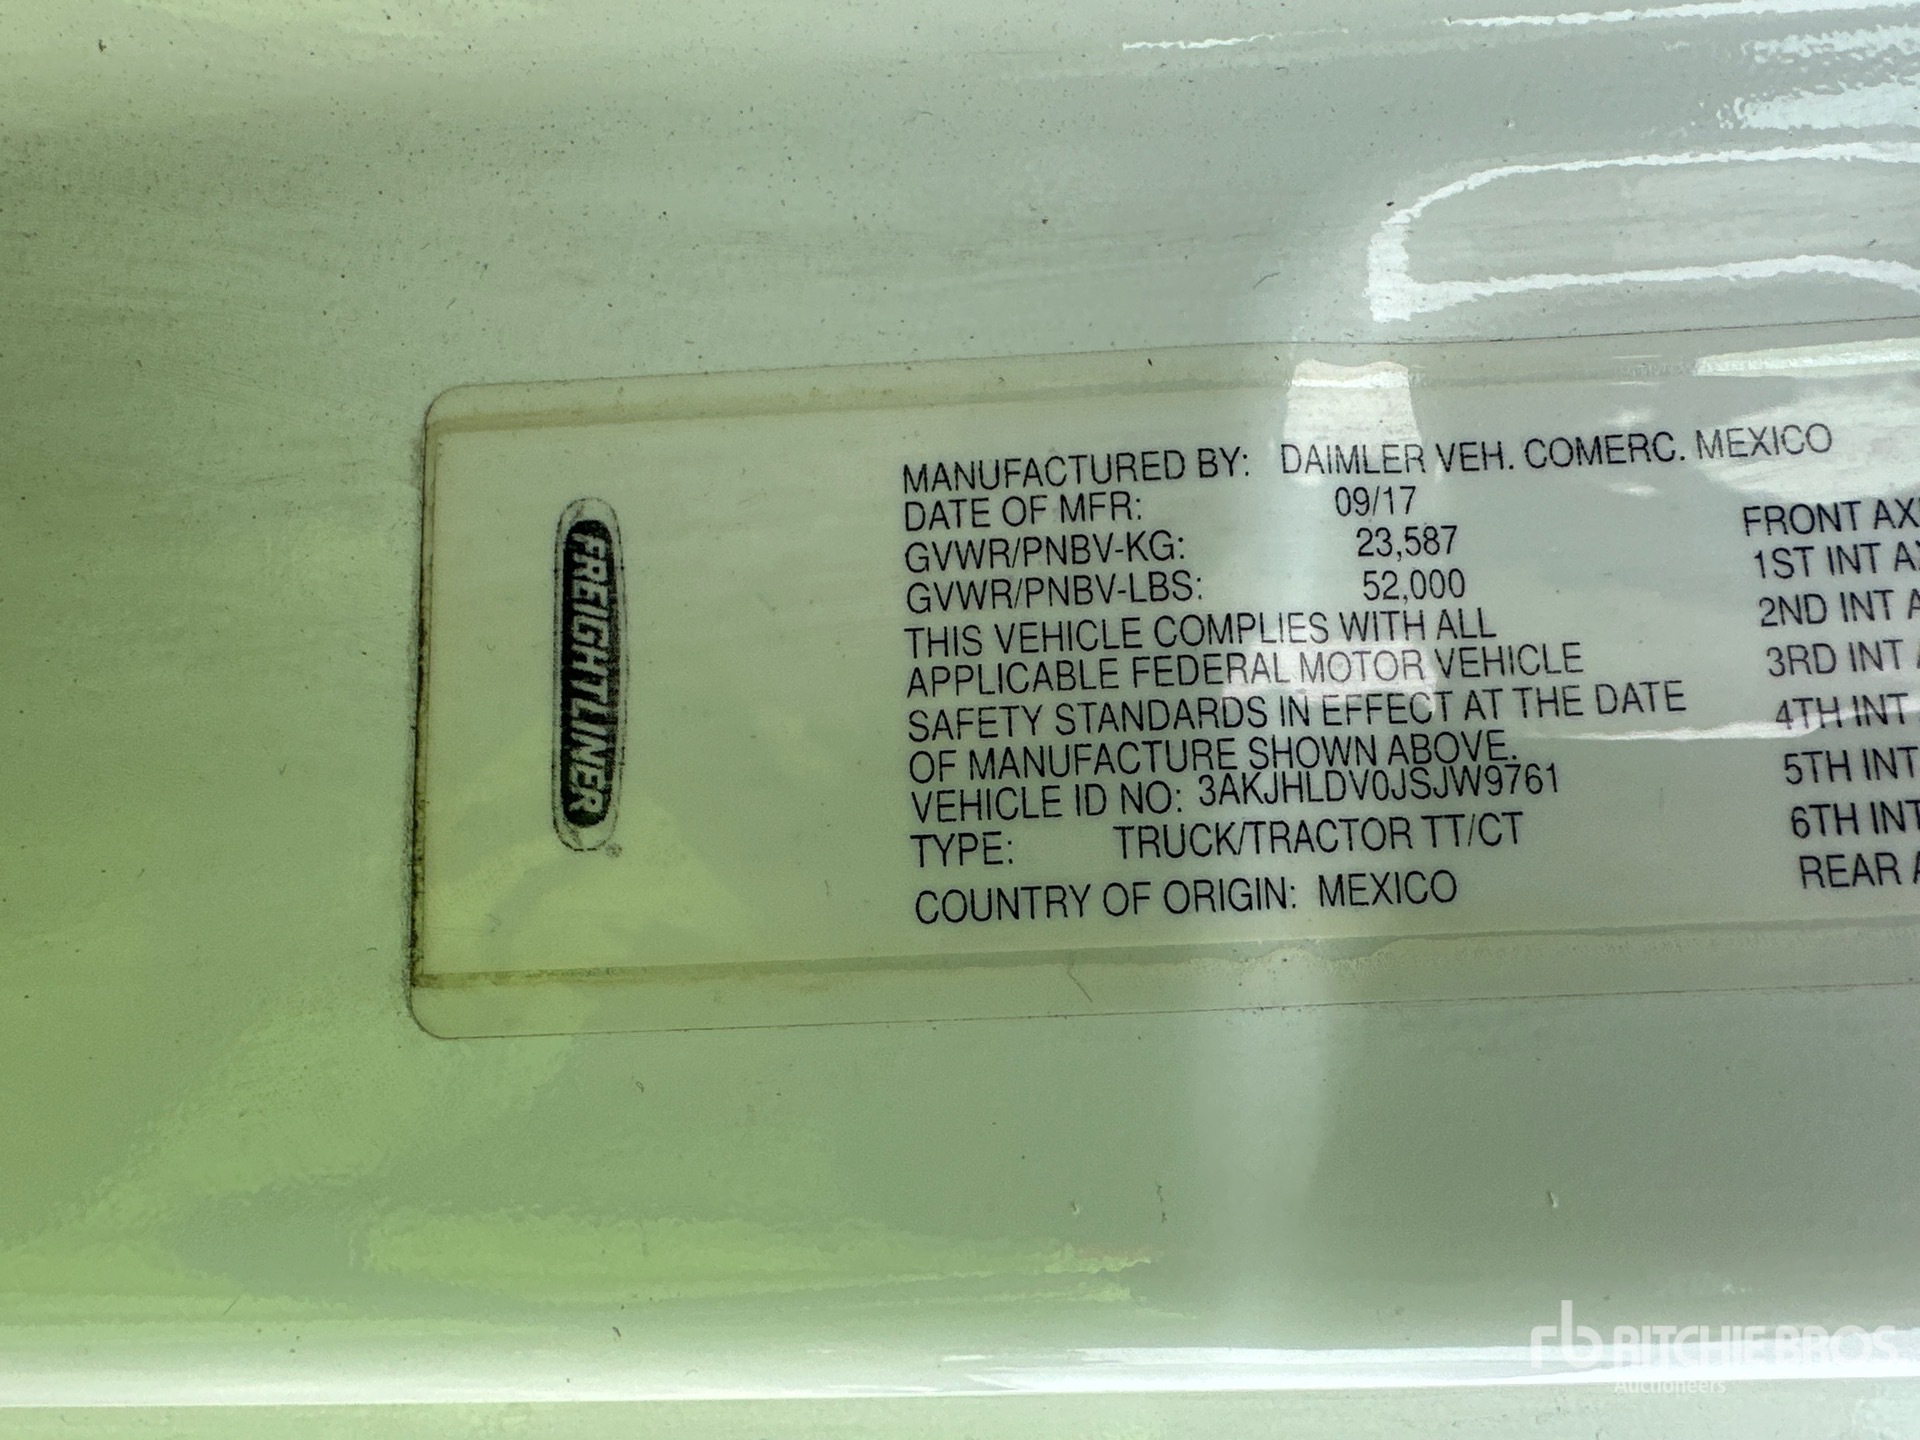 FREIGHTLINER
MANUFACTURED BY: DAIMLER VEH. COMERC. MEXICO
DATE OF MFR: 09/17
GVWR/PNBV-KG: 23,587
GVWR/PNBV-LBS: 52,000
THIS VEHICLE COMPLIES WITH ALL
APPLICABLE FEDERAL MOTOR VEHICLE
SAFETY STANDARDS IN EFFECT AT THE DATE
OF MANUFACTURE SHOWN ABOVE.
VEHICLE ID NO: 3AKJHLDV0JSJW9761
TYPE: TRUCK/TRACTOR TT/CT
COUNTRY OF ORIGIN: MEXICO
FRONT AX
1ST INT A
2ND INT A
3RD INT
4TH INT
5TH INT
6TH INT
REAR A
rb RITCHIE BROS
Auctioneers